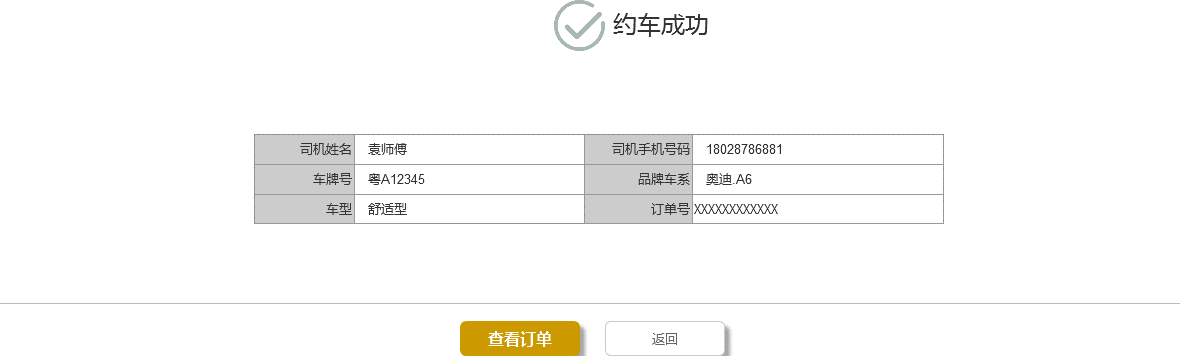 约车成功
司机姓名 袁师傅 司机手机号码 18028786881
车牌号 粤A12345 品牌车系 奥迪.A6
车型 舒适型 订单号 XXXXXXXXXXXX
查看订单 返回